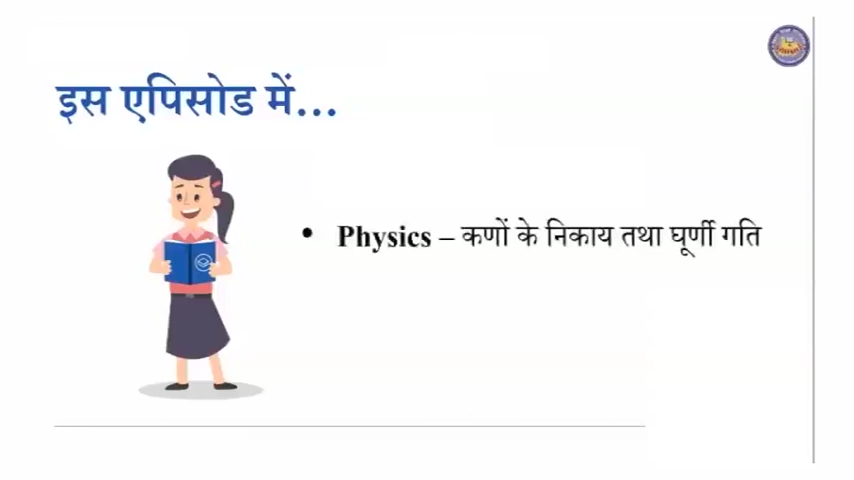 इस एपिसोड में...
• Physics – कणों के निकाय तथा घूर्णी गति